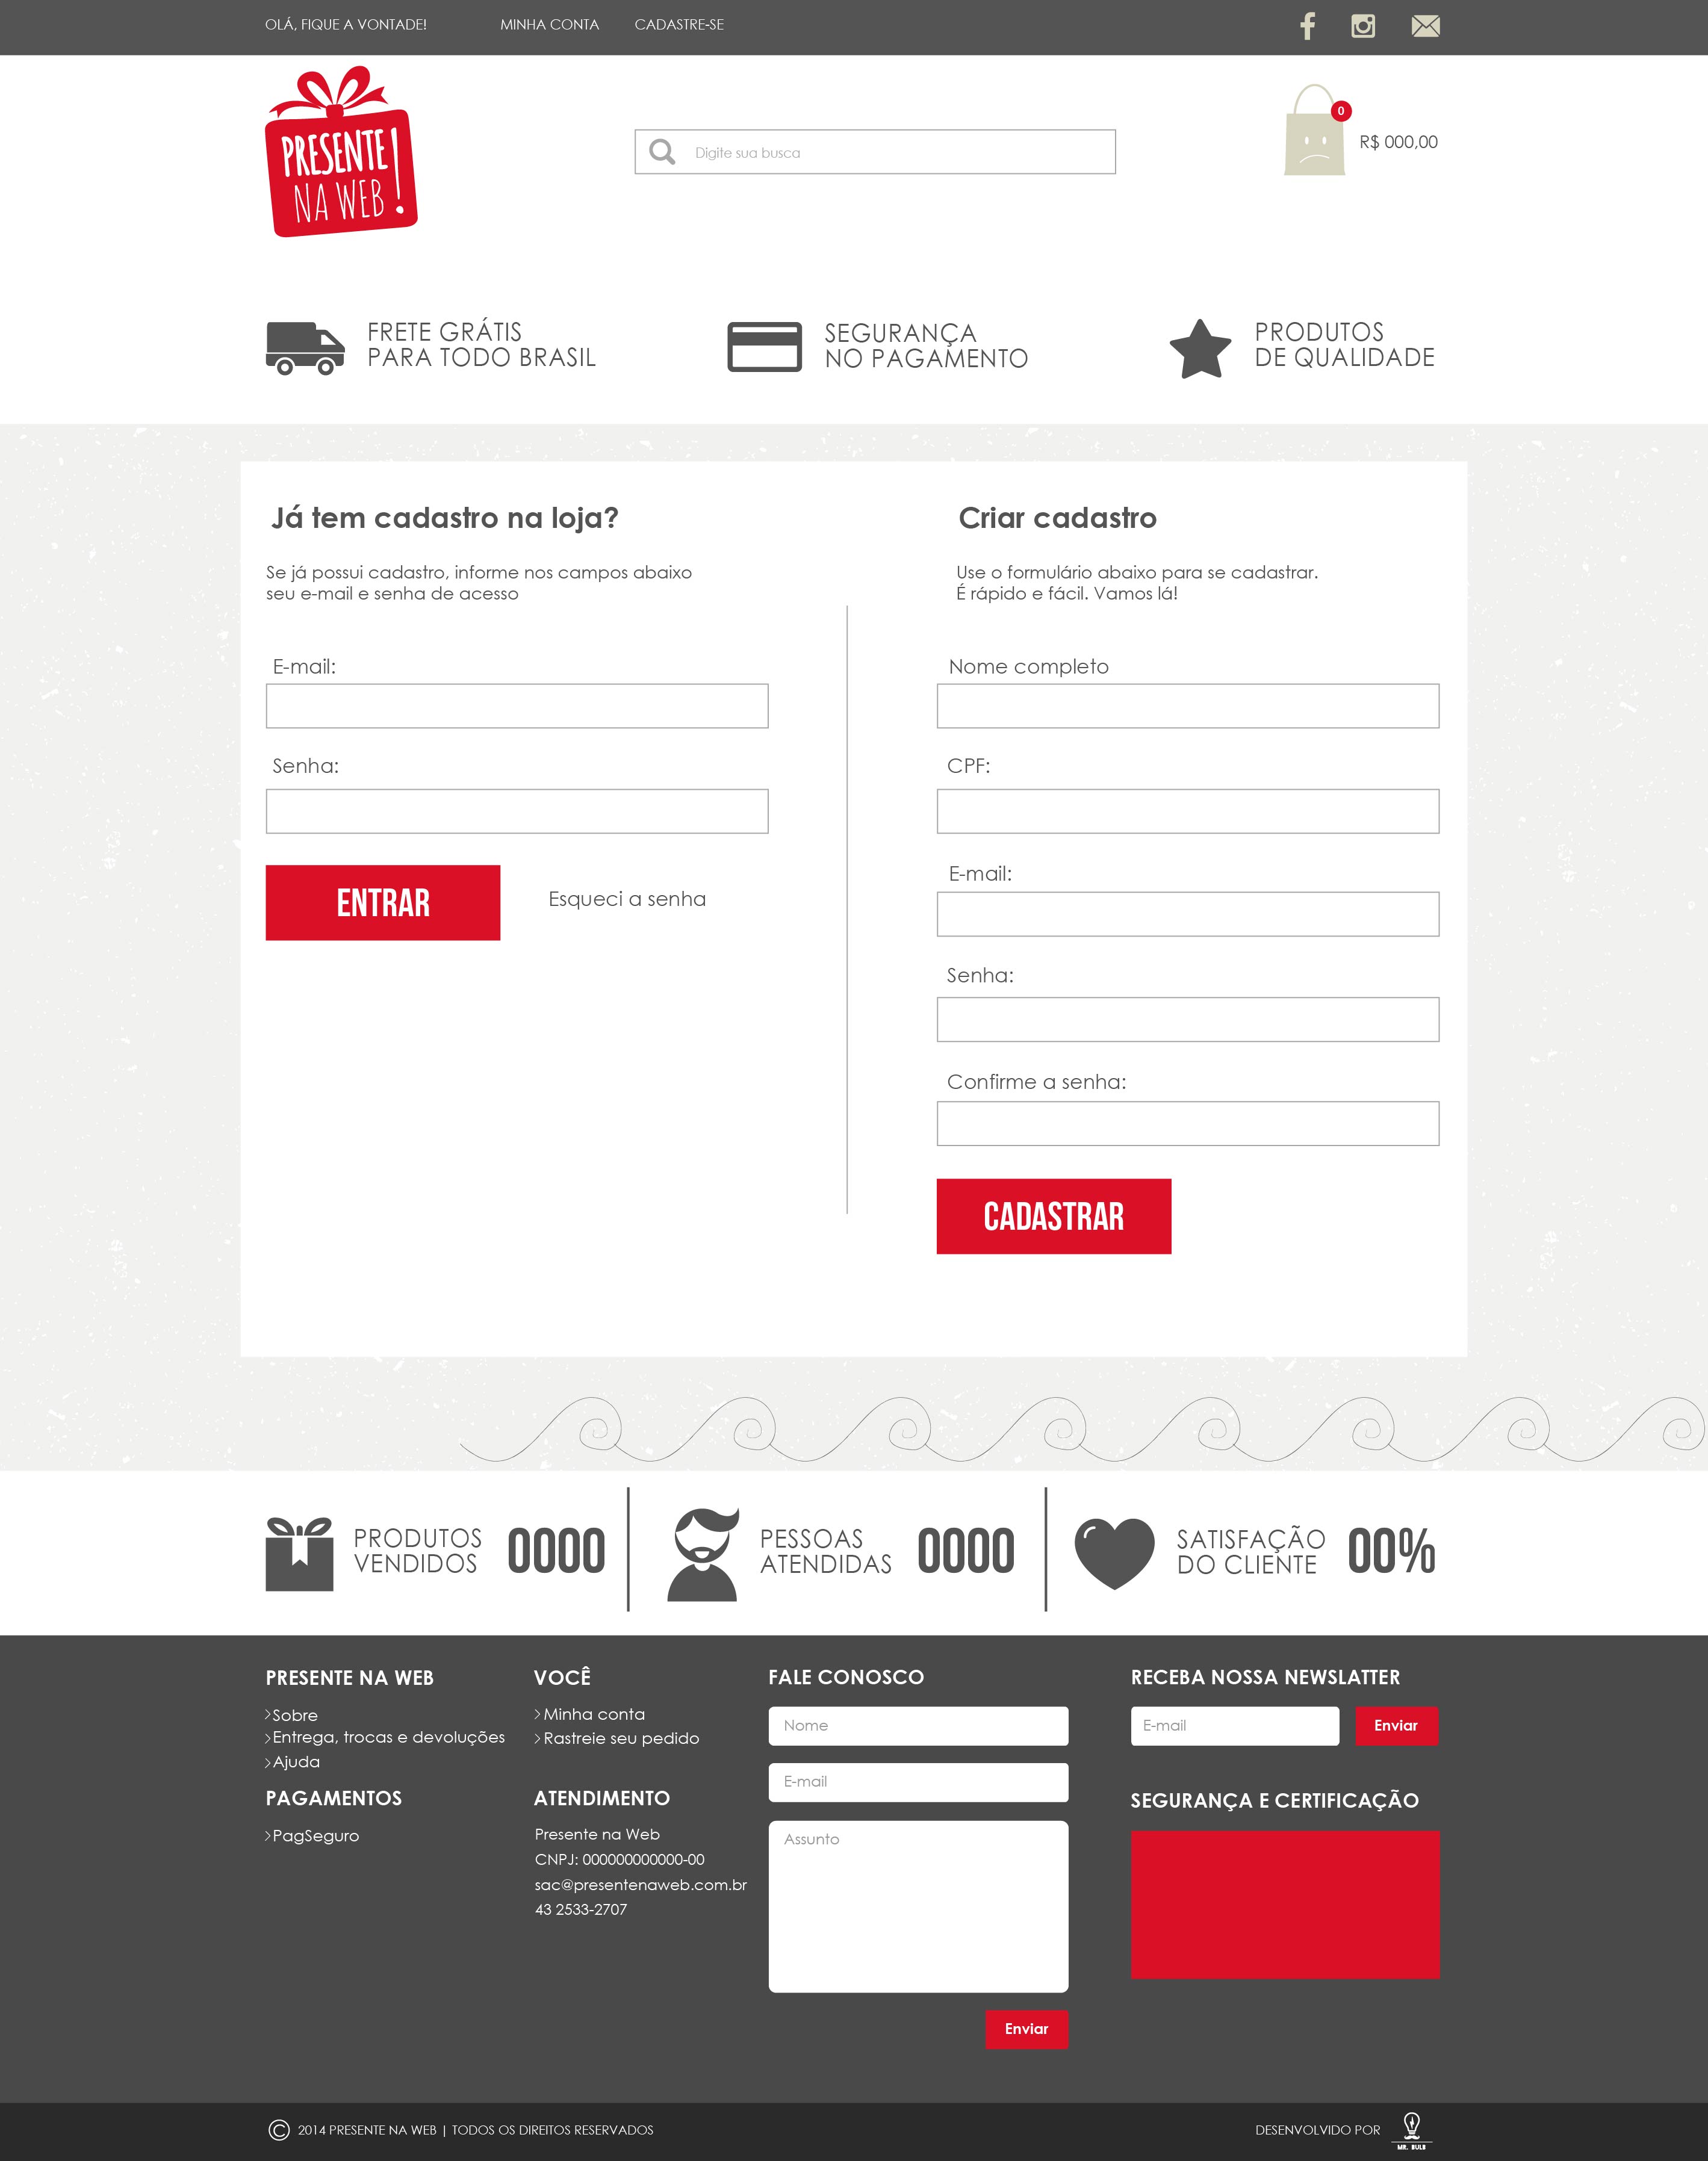 OLÁ, FIQUE A VONTADE!
MINHA CONTA
CADASTRE-SE
PRESENTE
NA WEB!
Digite sua busca
0
R$ 000,00
FRETE GRÁTIS
PARA TODO BRASIL
SEGURANÇA
NO PAGAMENTO
PRODUTOS
DE QUALIDADE
Já tem cadastro na loja?
Se já possui cadastro, informe nos campos abaixo
seu e-mail e senha de acesso
E-mail:
Senha:
ENTRAR
Esqueci a senha
Criar cadastro
Use o formulário abaixo para se cadastrar.
É rápido e fácil. Vamos lá!
Nome completo
CPF:
E-mail:
Senha:
Confirme a senha:
CADASTRAR
PRODUTOS
VENDIDOS
0000
PESSOAS
ATENDIDAS
0000
SATISFAÇÃO
DO CLIENTE
00%
PRESENTE NA WEB
Sobre
Entrega, trocas e devoluções
Ajuda
PAGAMENTOS
PagSeguro
VOCÊ
Minha conta
Rastreie seu pedido
ATENDIMENTO
Presente na Web
CNPJ: 000000000000-00
sac@presentenaweb.com.br
43 2533-2707
FALE CONOSCO
Nome
E-mail
Assunto
Enviar
RECEBA NOSSA NEWSLATTER
E-mail
Enviar
SEGURANÇA E CERTIFICAÇÃO
© 2014 PRESENTE NA WEB | TODOS OS DIREITOS RESERVADOS
DESENVOLVIDO POR
MR. BULB